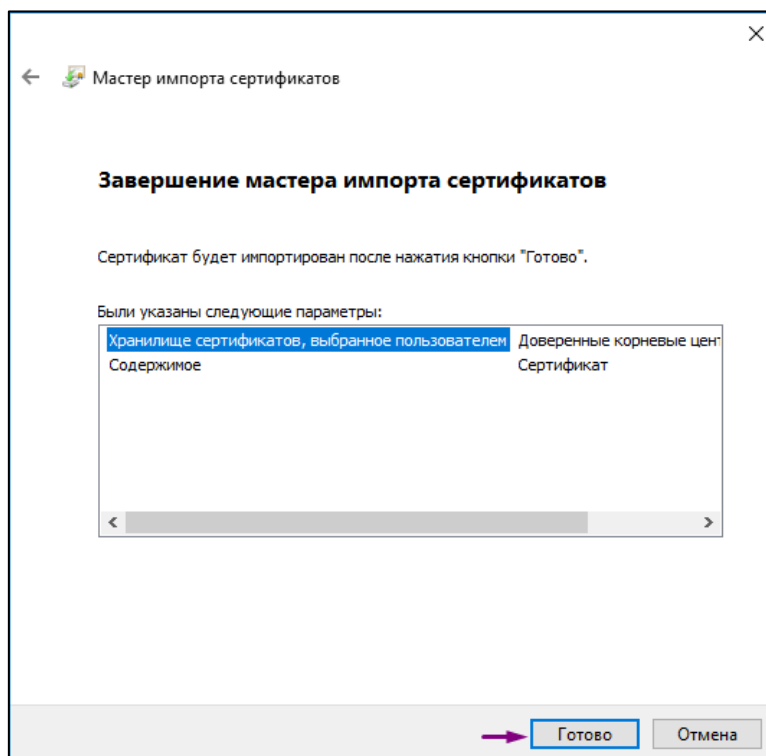 Мастер импорта сертификатов
Завершение мастера импорта сертификатов
Сертификат будет импортирован после нажатия кнопки "Готово".
Были указаны следующие параметры:
Хранилище сертификатов, выбранное пользователем Доверенные корневые цент
Содержимое Сертификат
Готово Отмена